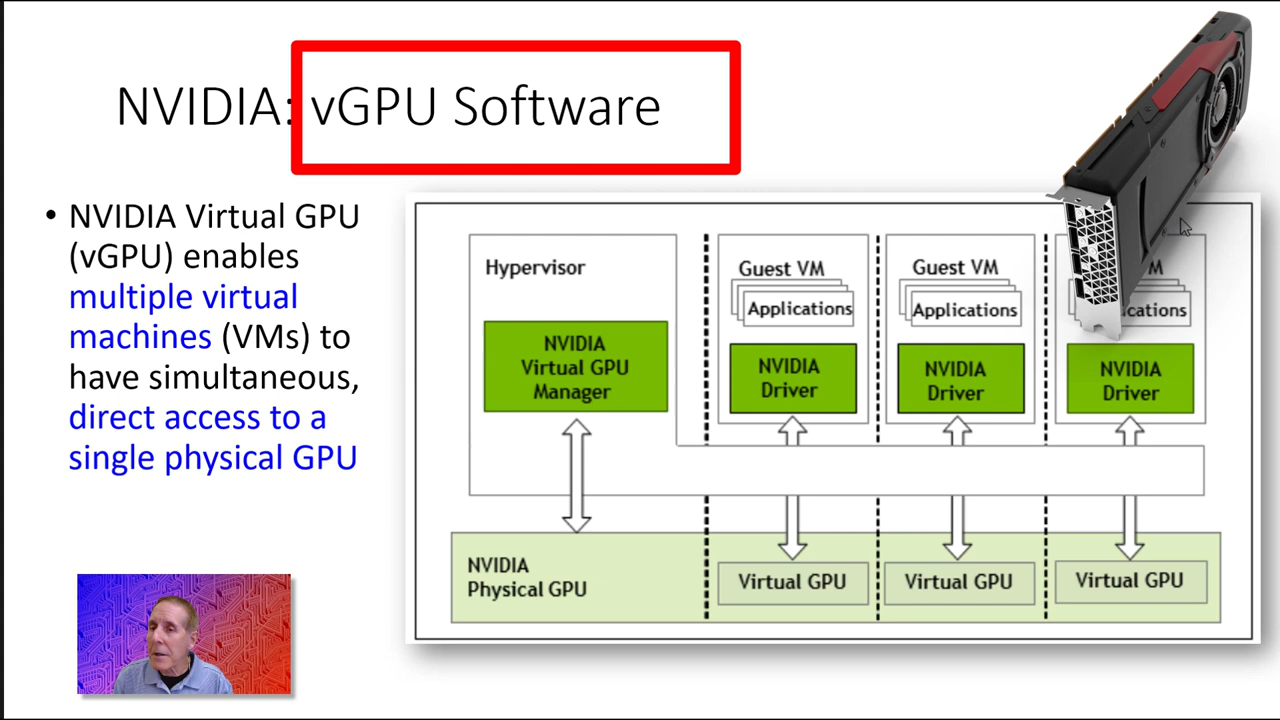 NVIDIA: vGPU Software
• NVIDIA Virtual GPU
(vGPU) enables
multiple virtual
machines (VMs) to
have simultaneous,
direct access to a
single physical GPU
Hypervisor
NVIDIA
Virtual GPU
Manager
Guest VM
Applications
NVIDIA
Driver
Guest VM
Applications
NVIDIA
Driver
M
ications
NVIDIA
Driver
NVIDIA
Physical GPU
Virtual GPU
Virtual GPU
Virtual GPU